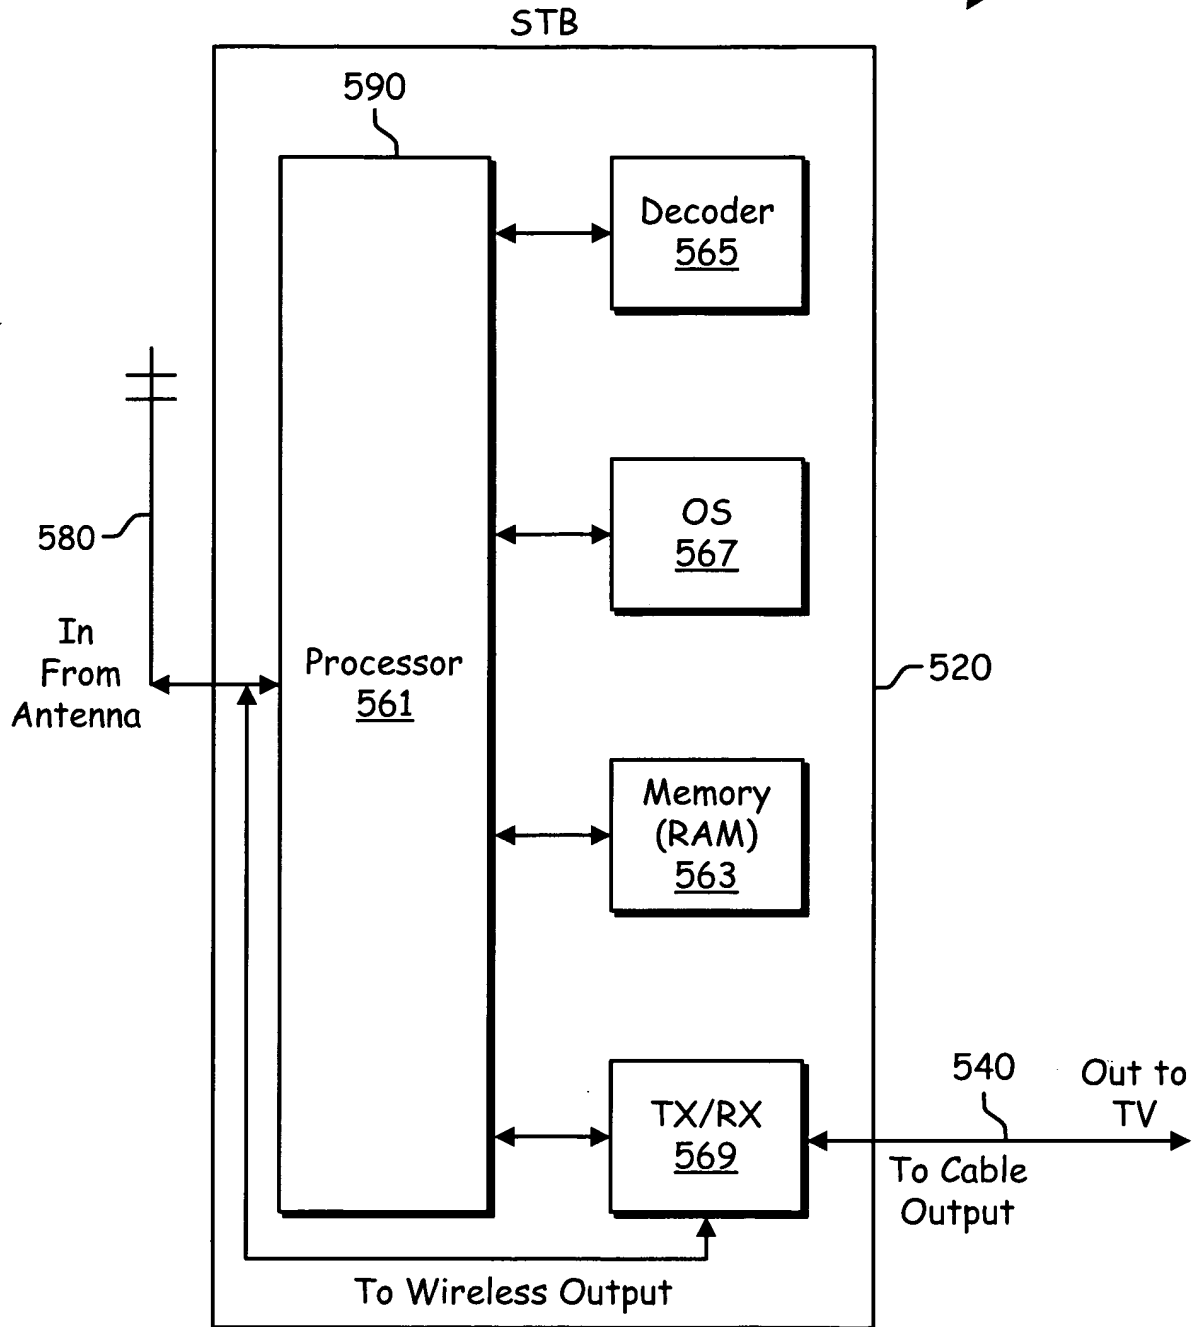 STB
590
Decoder
565
580
OS
567
In
From
Antenna
Processor
561
520
Memory
(RAM)
563
540
Out to
TV
TX/RX
569
To Cable
Output
To Wireless Output